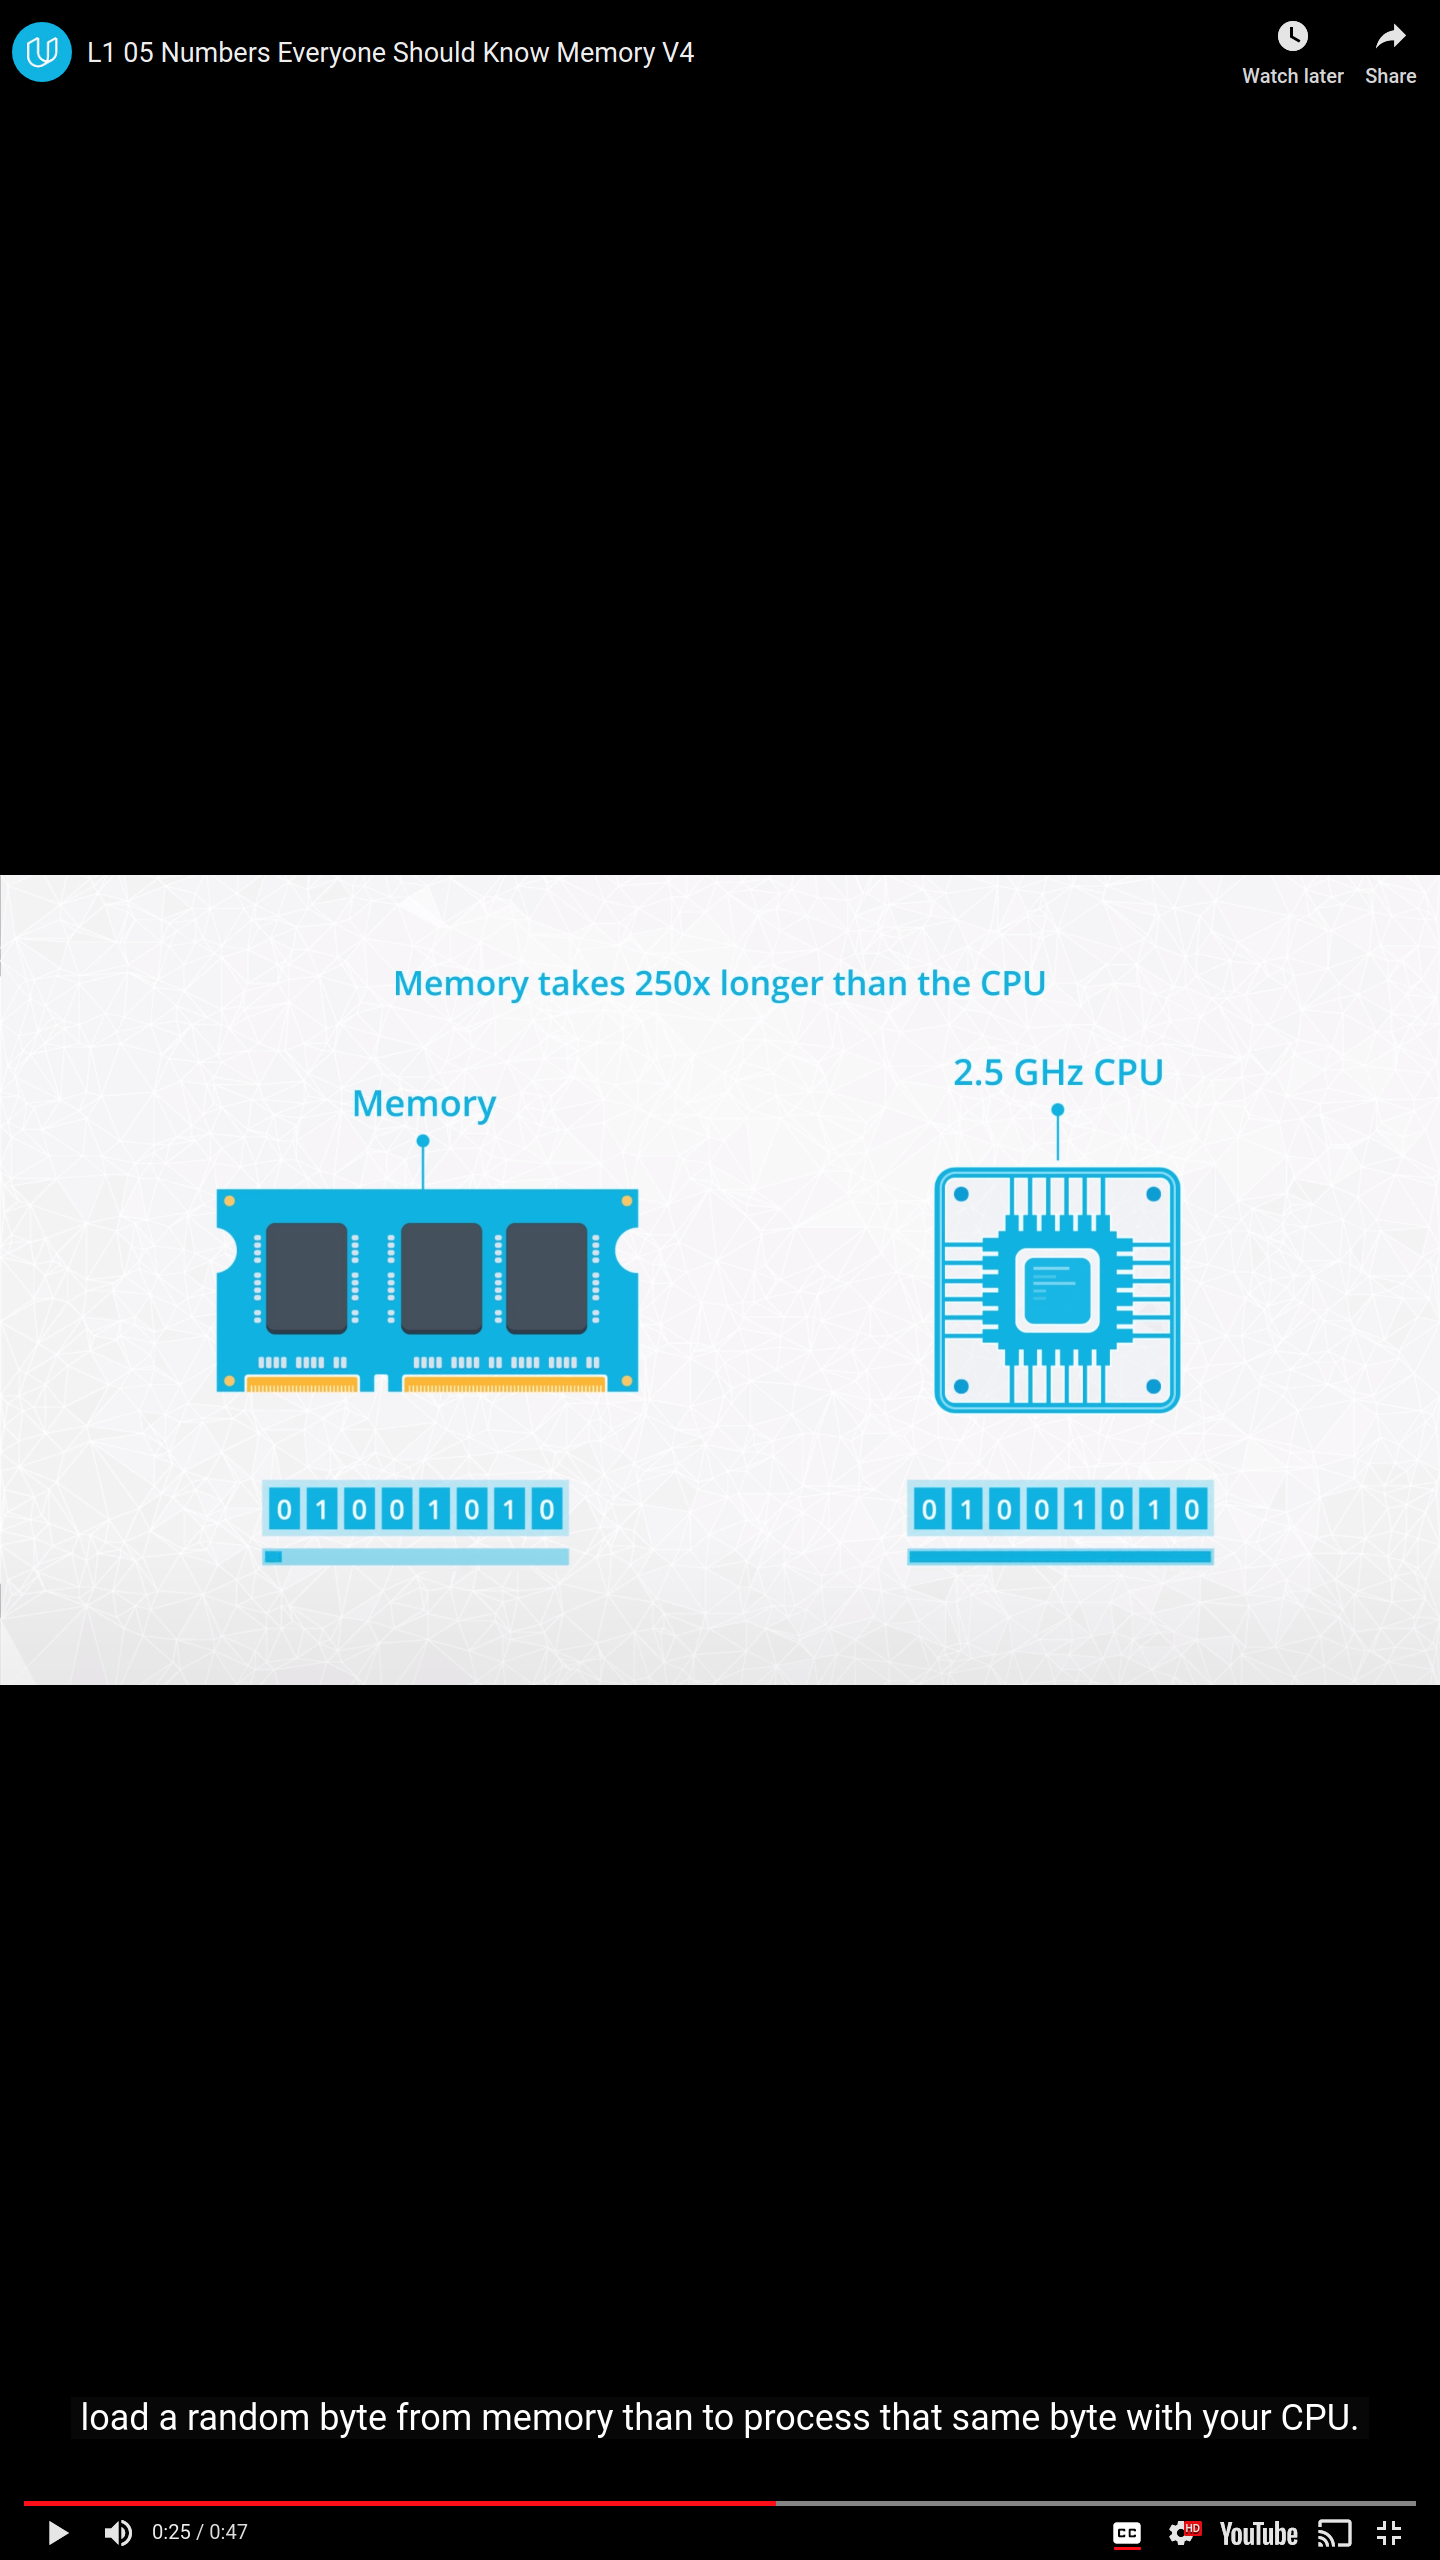 L1 05 Numbers Everyone Should Know Memory V4
Watch later
Share
Memory takes 250x longer than the CPU
2.5 GHz CPU
Memory
0 1 0 0 1 0 1 0
0 1 0 0 1 0 1 0
load a random byte from memory than to process that same byte with your CPU.
0:25 / 0:47
CC
HD
YouTube